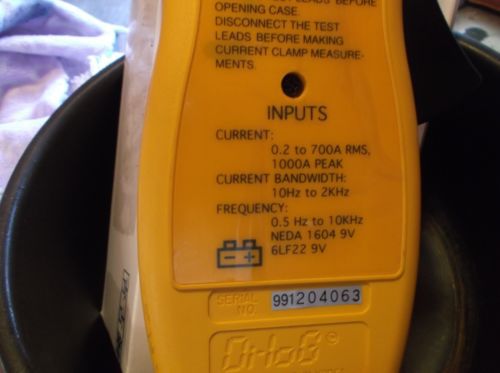 LEADS BEFORE
OPENING CASE.
DISCONNECT THE TEST
LEADS BEFORE MAKING
CURRENT CLAMP MEASURE-
MENTS.
INPUTS
CURRENT:
0.2 to 700A RMS,
1000A PEAK
CURRENT BANDWIDTH:
10Hz to 2KHz
FREQUENCY:
0.5 Hz to 10KHz
NEDA 1604 9V
6LF22 9V
SERIAL
NO.
991204063